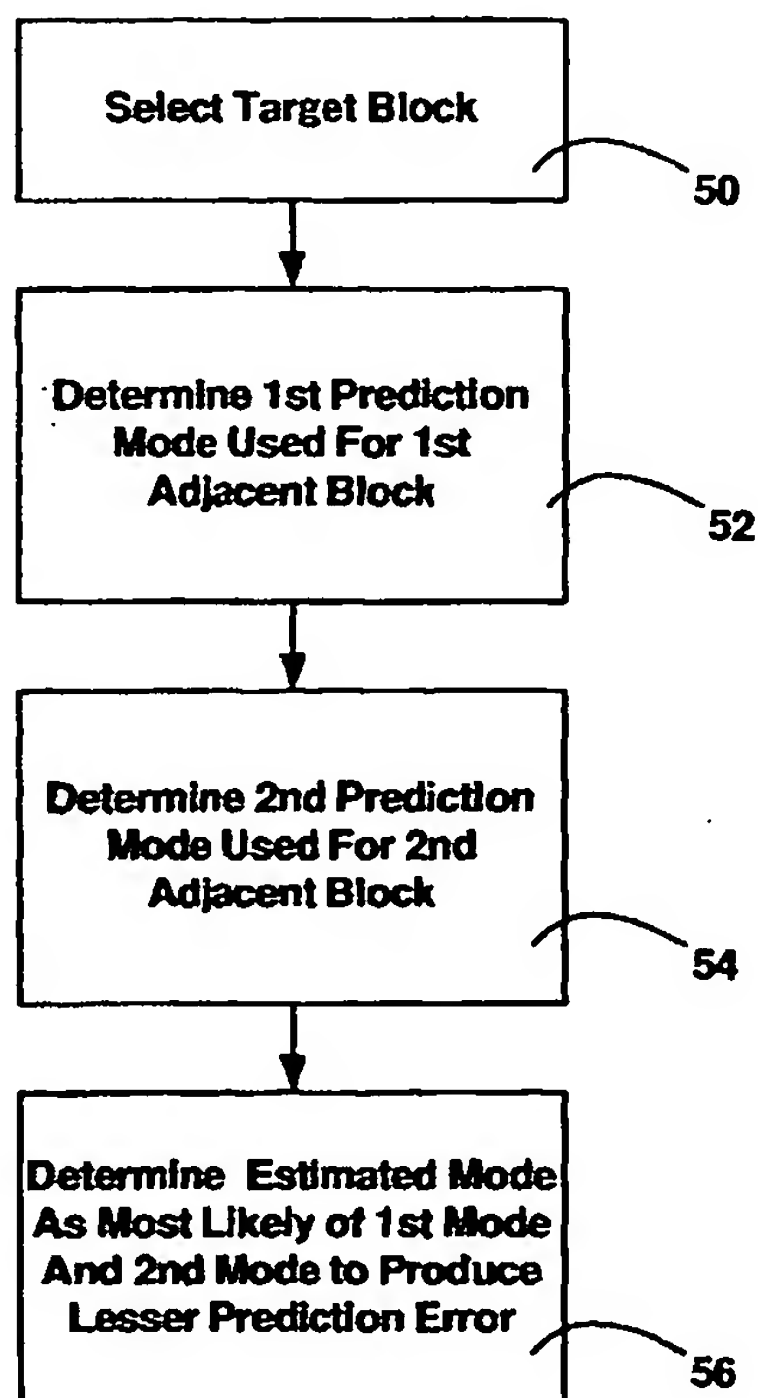 Select Target Block
50
Determine 1st Prediction
Mode Used For 1st
Adjacent Block
52
Determine 2nd Prediction
Mode Used For 2nd
Adjacent Block
54
Determine Estimated Mode
As Most Likely of 1st Mode
And 2nd Mode to Produce
Lesser Prediction Error
56